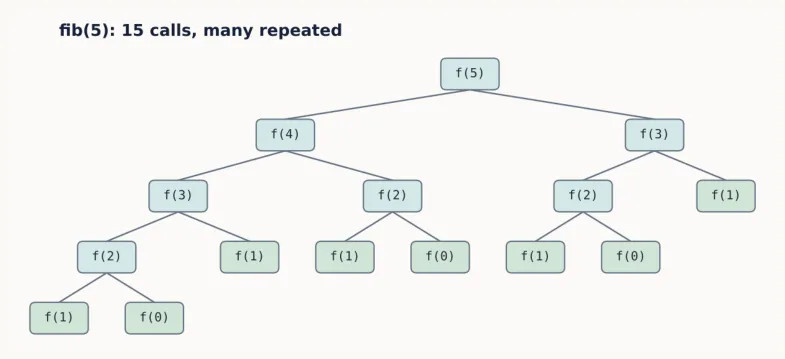 fib(5): 15 calls, many repeated
f(5)
f(4)
f(3)
f(3)
f(2)
f(2)
f(1)
f(2)
f(1)
f(1)
f(0)
f(1)
f(0)
f(1)
f(0)